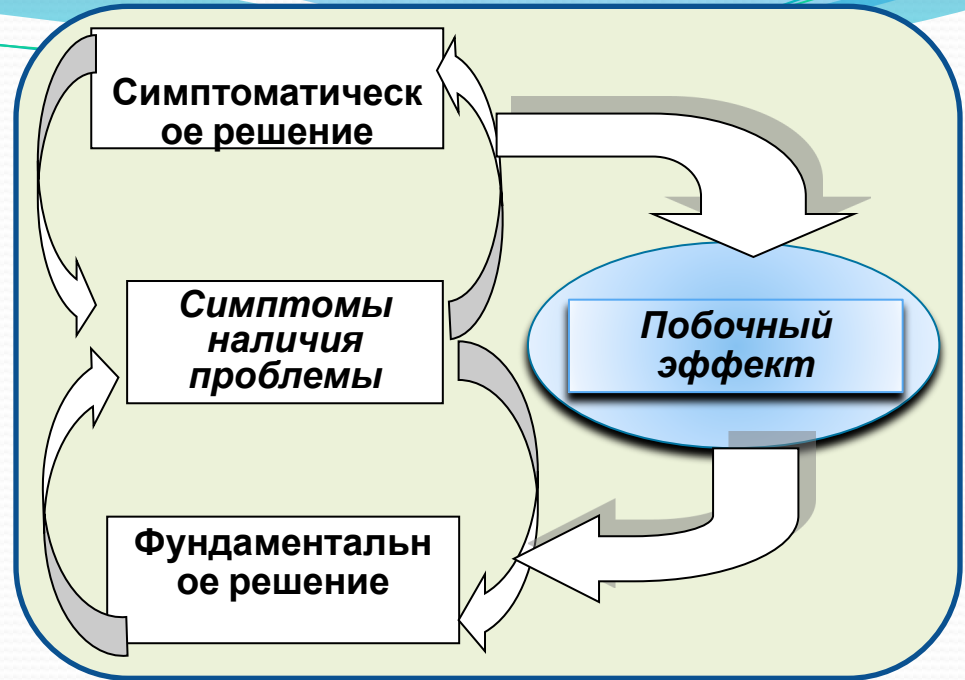 Симптоматическ
ое решение
Симптомы
наличия
проблемы
Побочный
эффект
Фундаментальн
ое решение